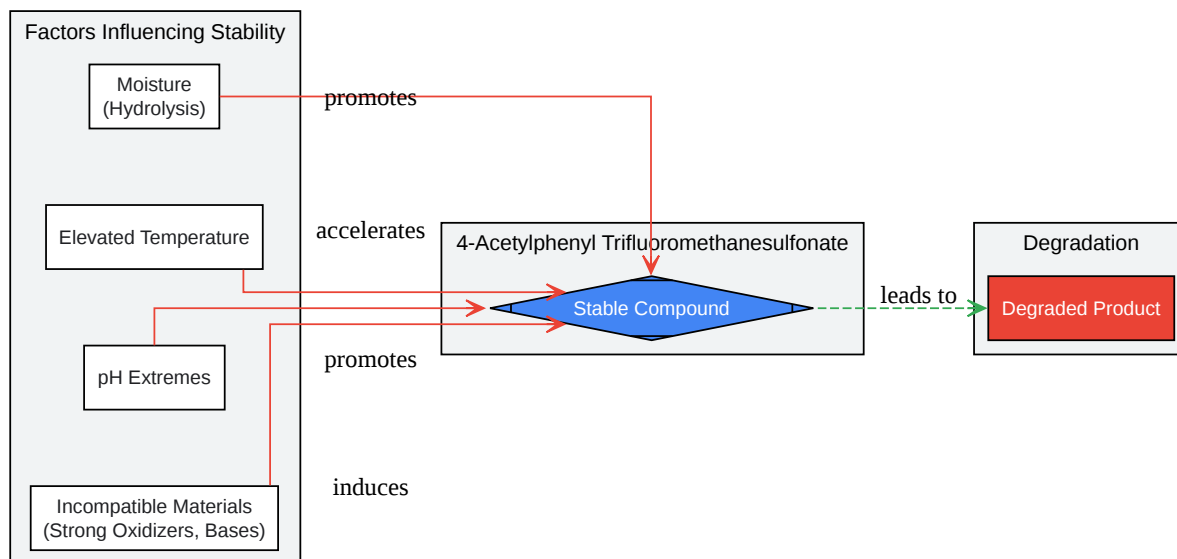 Factors Influencing Stability
Moisture
(Hydrolysis)
promotes
Elevated Temperature
accelerates
4-Acetylphenyl Trifluoromethanesulfonate
Degradation
Stable Compound
leads to
Degraded Product
promotes
pH Extremes
induces
Incompatible Materials
(Strong Oxidizers, Bases)